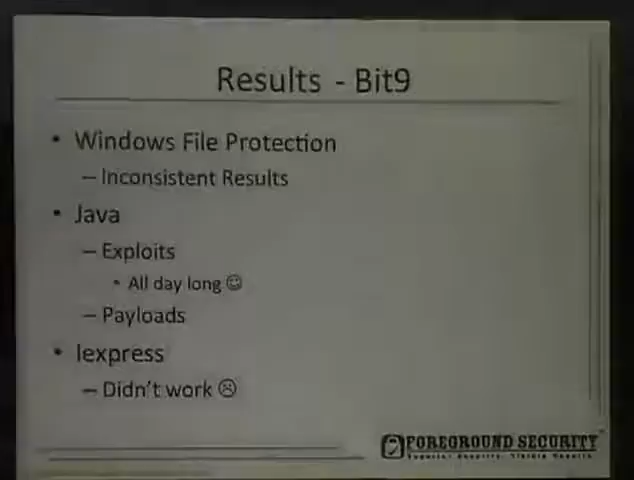 Results - Bit9
• Windows File Protection
– Inconsistent Results
• Java
– Exploits
• All day long ☺
– Payloads
• Iexpress
– Didn't work ☹
FOREGROUND SECURITY